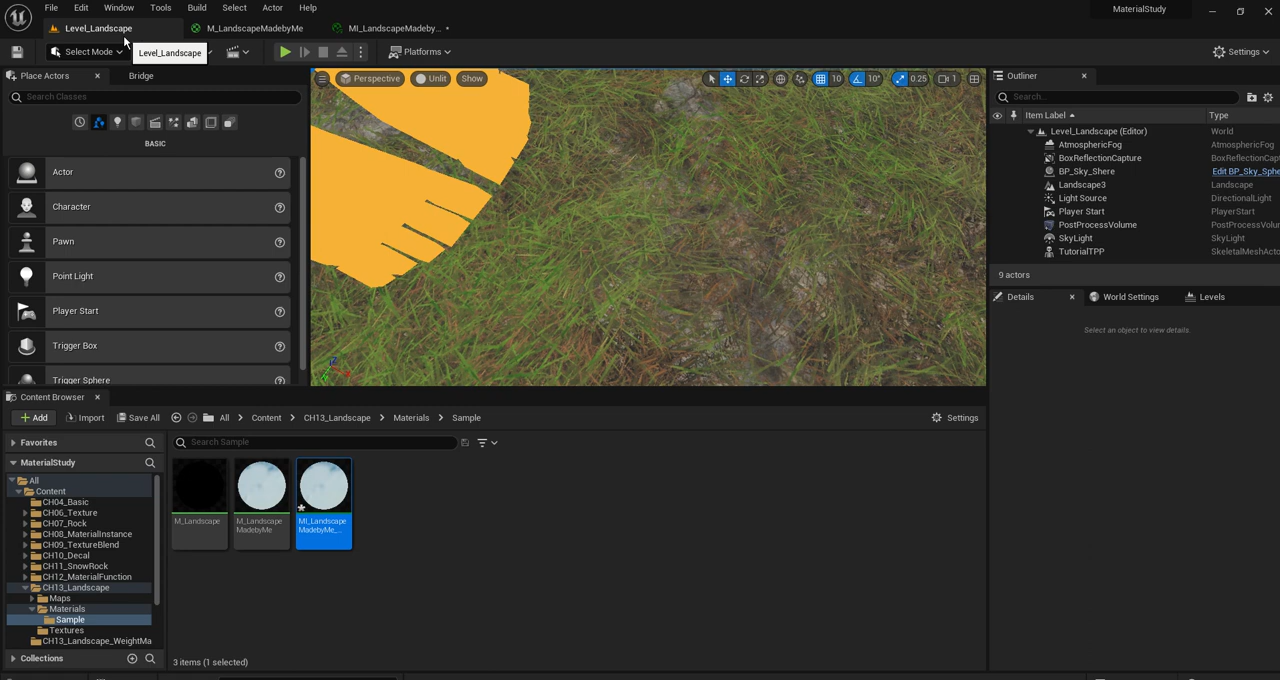 File Edit Window Tools Build Select Actor Help
MaterialStudy
Level_Landscape
M_LandscapeMadebyMe
MI_LandscapeMadeby... •
Select Mode
Level_Landscape
Platforms
Settings
Place Actors
Bridge
Search Classes
BASIC
Actor
Character
Pawn
Point Light
Player Start
Trigger Box
Trigger Sphere
Perspective
Unlit
Show
10
10°
0.25
1
Outliner
Search...
Item Label
Type
Level_Landscape (Editor) World
AtmosphericFog AtmosphericFog
BoxReflectionCapture BoxReflectionCap
BP_Sky_Shere Edit BP_Sky_Sphe
Landscape3 Landscape
Light Source DirectionalLight
Player Start PlayerStart
PostProcessVolume PostProcessVolume
SkyLight SkyLight
TutorialTPP SkeletalMeshActo
9 actors
Details
World Settings
Levels
Select an object to view details.
Content Browser
Add
Import
Save All
All
Content
CH13_Landscape
Materials
Sample
Settings
Favorites
MaterialStudy
All
Content
CH04_Basic
CH06_Texture
CH07_Rock
CH08_MaterialInstance
CH09_TextureBlend
CH10_Decal
CH11_SnowRock
CH12_MaterialFunction
CH13_Landscape
Maps
Materials
Sample
Textures
CH13_Landscape_WeightMa
Collections
Search Sample
M_Landscape
M_Landscape
MadebyMe
MI_Landscape
MadebyMe_...
3 items (1 selected)